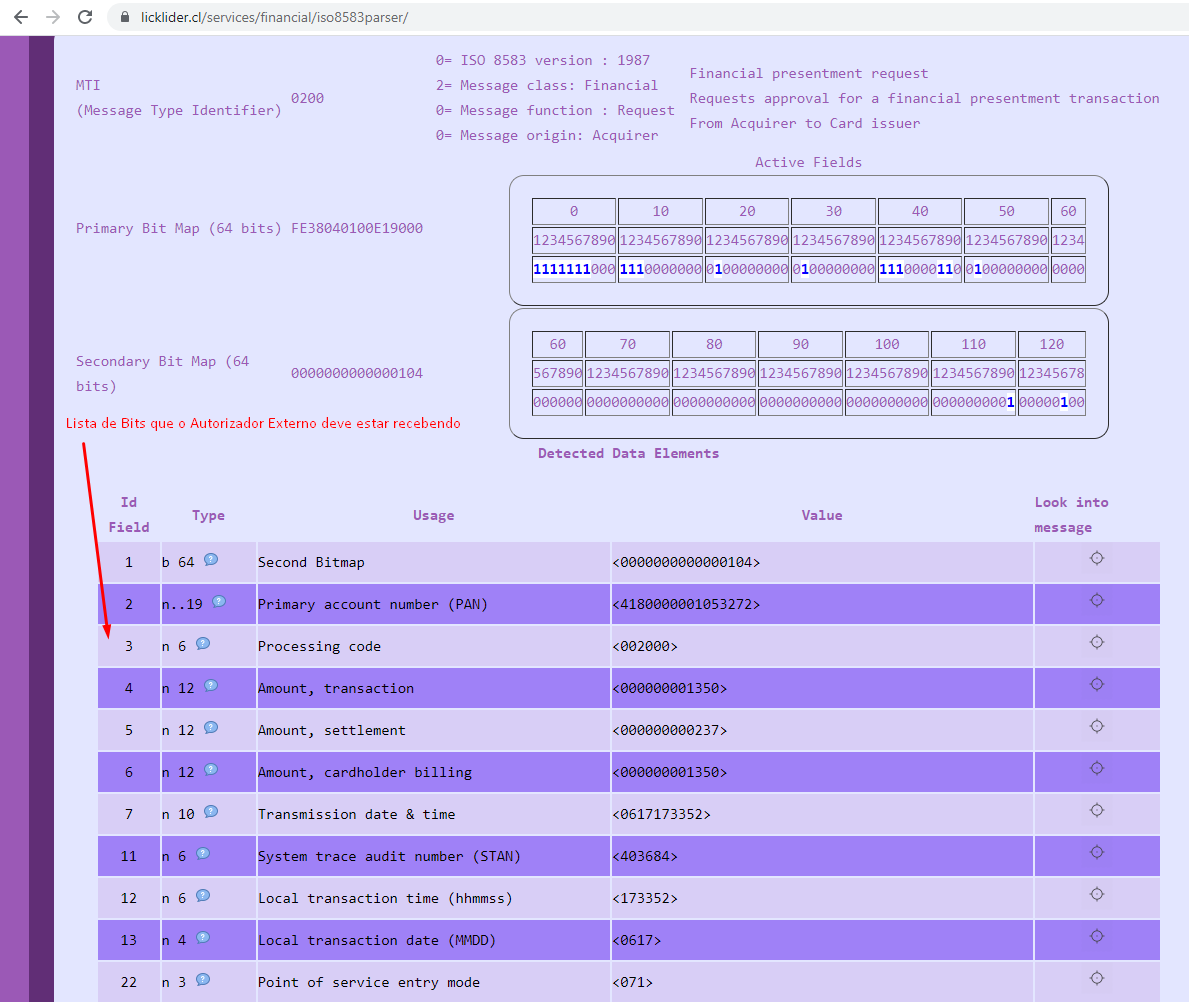 licklider.cl/services/financial/iso8583parser/
MTI
(Message Type Identifier)
0200
0= ISO 8583 version : 1987
2= Message class: Financial
0= Message function : Request
0= Message origin: Acquirer
Financial presentment request
Requests approval for a financial presentment transaction
From Acquirer to Card issuer
Active Fields
Primary Bit Map (64 bits) FE38040100E19000
0 10 20 30 40 50 60
1234567890 1234567890 1234567890 1234567890 1234567890 1234567890 1234
1111111000 1110000000 0100000000 0100000000 1110000110 0100000000 0000
Secondary Bit Map (64
bits)
0000000000000104
60 70 80 90 100 110 120
567890 1234567890 1234567890 1234567890 1234567890 1234567890 12345678
000000 0000000000 0000000000 0000000000 0000000000 0000000001 00000100
Lista de Bits que o Autorizador Externo deve estar recebendo
Detected Data Elements
Id
Field
Type
Usage
Value
Look into
message
1 b 64 Second Bitmap <0000000000000104>
2 n..19 Primary account number (PAN) <4180000001053272>
3 n 6 Processing code <002000>
4 n 12 Amount, transaction <000000001350>
5 n 12 Amount, settlement <000000000237>
6 n 12 Amount, cardholder billing <000000001350>
7 n 10 Transmission date & time <0617173352>
11 n 6 System trace audit number (STAN) <403684>
12 n 6 Local transaction time (hhmmss) <173352>
13 n 4 Local transaction date (MMDD) <0617>
22 n 3 Point of service entry mode <071>